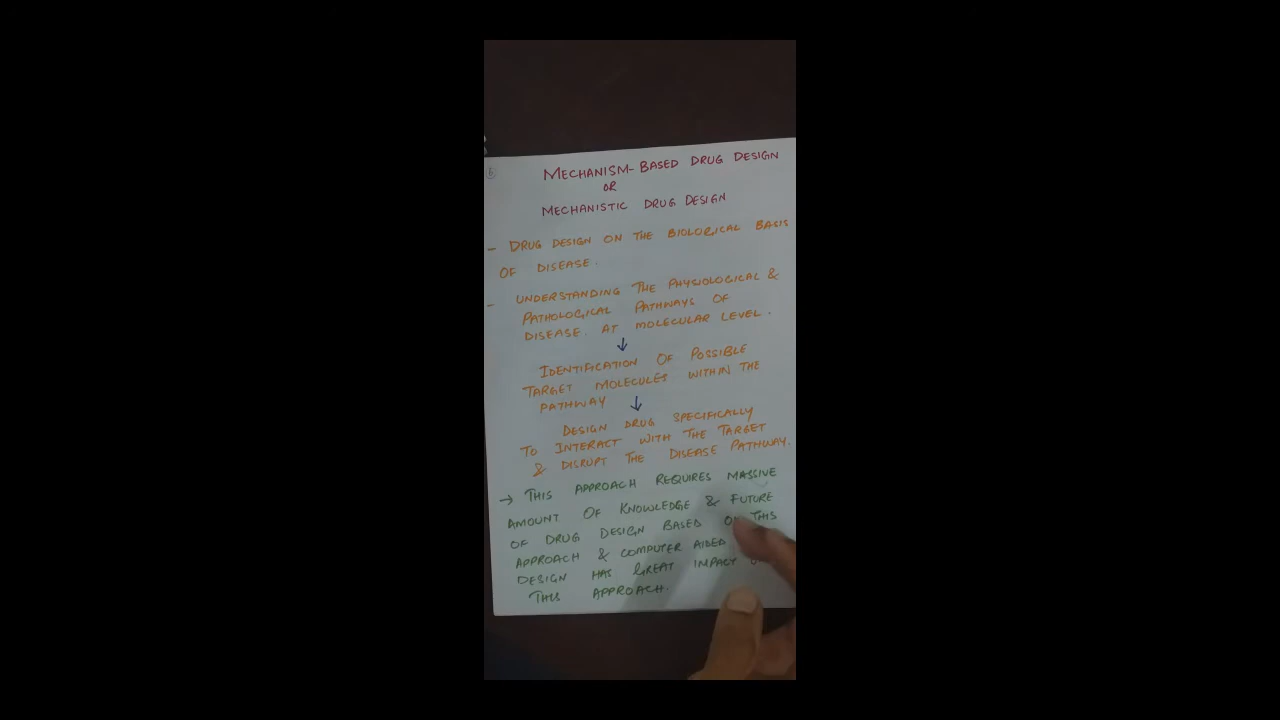 6
MECHANISM-BASED DRUG DESIGN
OR
MECHANISTIC DRUG DESIGN
- DRUG DESIGN ON THE BIOLOGICAL BASIS
OF DISEASE.
- UNDERSTANDING THE PHYSIOLOGICAL &
PATHOLOGICAL PATHWAYS OF
DISEASE. AT MOLECULAR LEVEL.
↓
IDENTIFICATION OF POSSIBLE
TARGET MOLECULES WITHIN THE
PATHWAY ↓
DESIGN DRUG SPECIFICALLY
TO INTERACT WITH THE TARGET
& DISRUPT THE DISEASE PATHWAY.
→ THIS APPROACH REQUIRES MASSIVE
AMOUNT OF KNOWLEDGE & FUTURE
OF DRUG DESIGN BASED ON THIS
APPROACH & COMPUTER AIDED
DESIGN HAS GREAT IMPACT
THIS APPROACH.